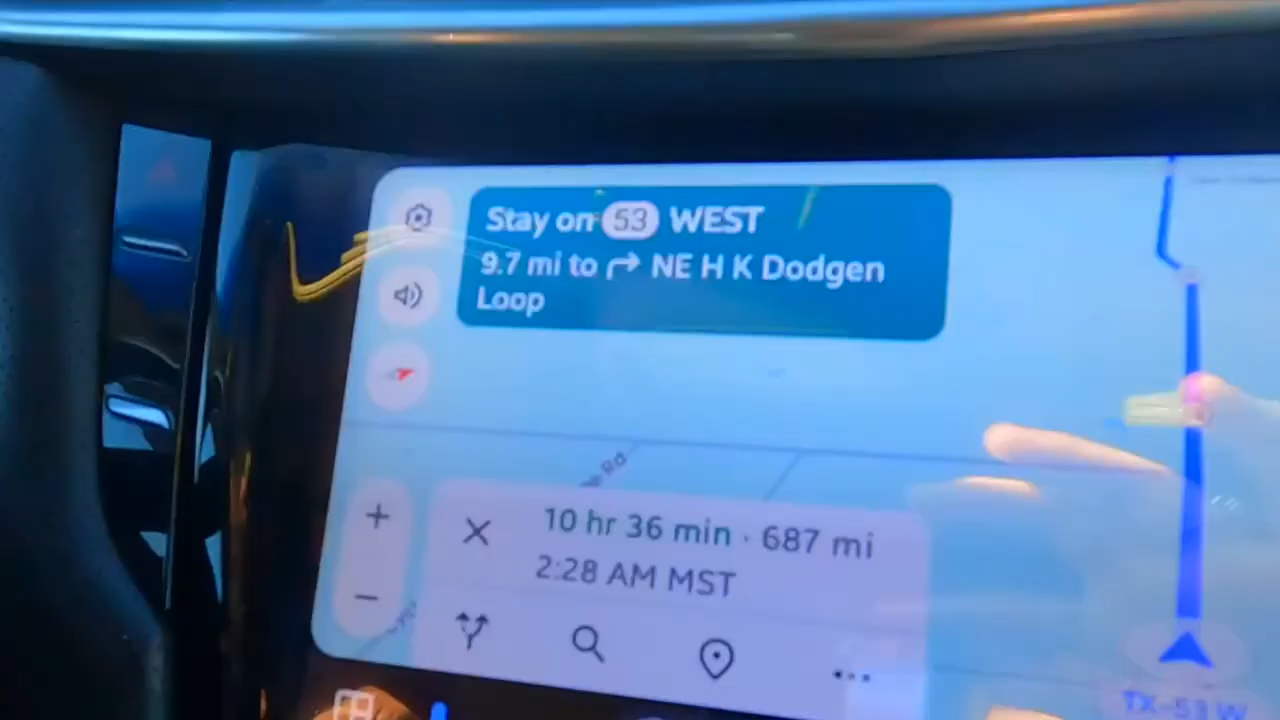 Stay on 53 WEST
9.7 mi to NE H K Dodgen
Loop
Rd
10 hr 36 min · 687 mi
2:28 AM MST
TX-53 W